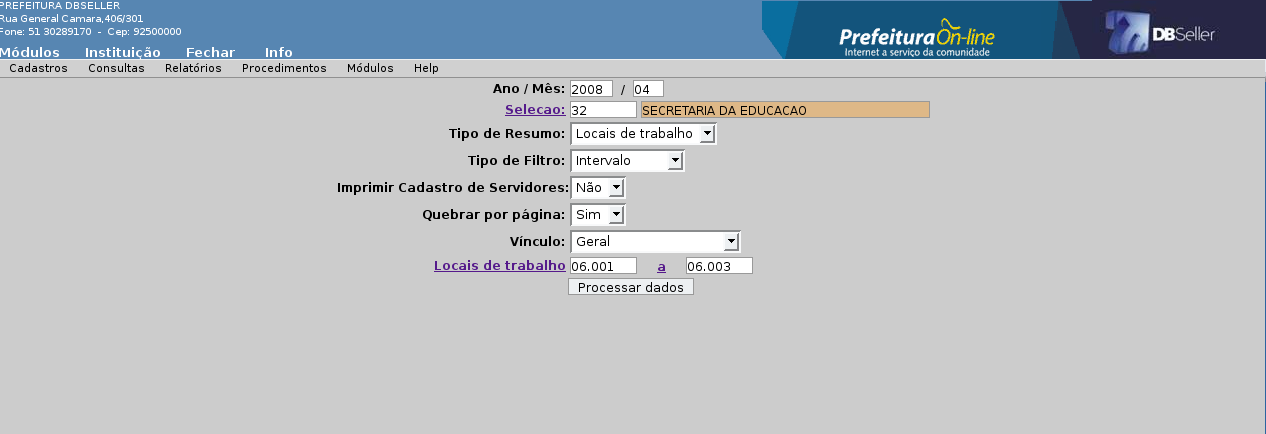 PREFEITURA DBSELLER
Rua General Camara,406/301
Fone: 51 30289170 - Cep: 92500000
Módulos Instituição Fechar Info
PrefeituraOn-line
Internet a serviço da comunidade
DBSeller
Cadastros Consultas Relatórios Procedimentos Módulos Help
Ano / Mês: 2008 / 04
Selecao: 32 SECRETARIA DA EDUCACAO
Tipo de Resumo: Locais de trabalho
Tipo de Filtro: Intervalo
Imprimir Cadastro de Servidores: Não
Quebrar por página: Sim
Vínculo: Geral
Locais de trabalho 06.001 a 06.003
Processar dados